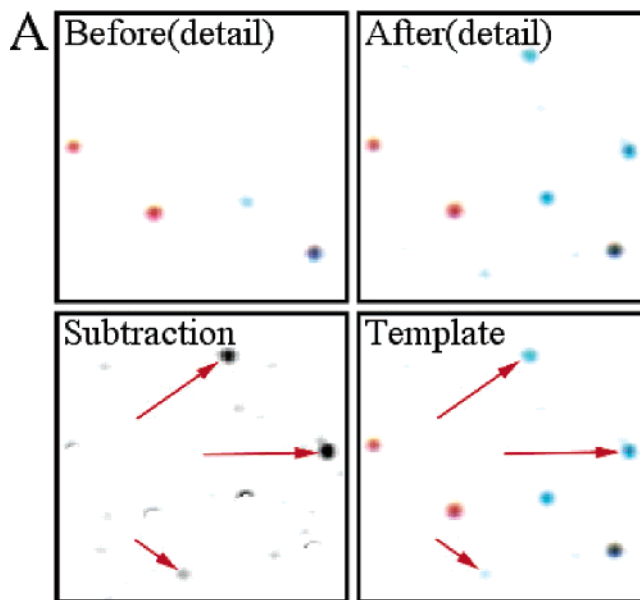 A
Before(detail)
After(detail)
Subtraction
Template